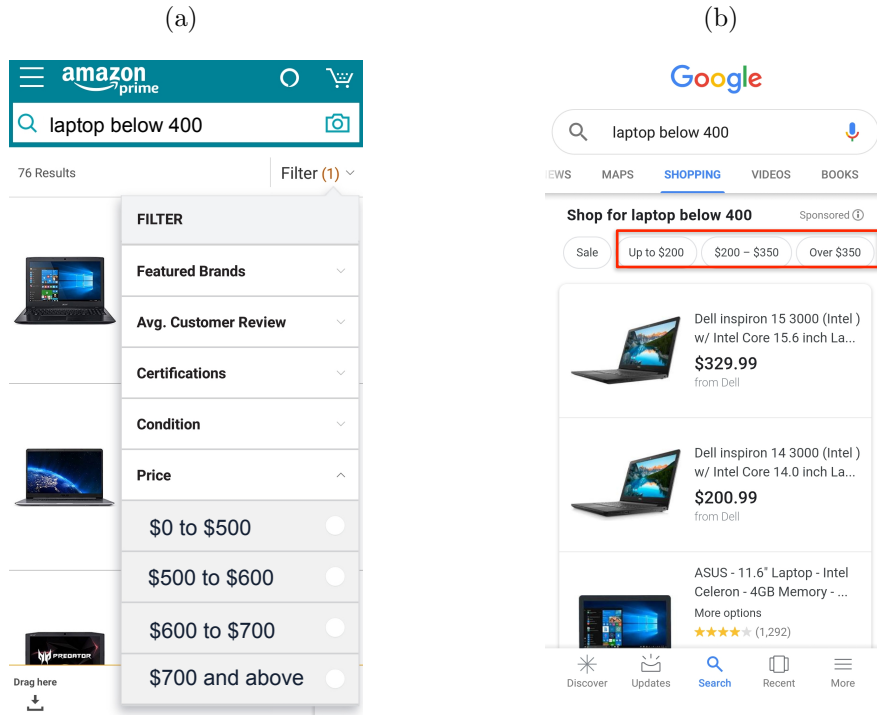 (a)
amazon
prime
laptop below 400
76 Results
Filter (1)
FILTER
Featured Brands
Avg. Customer Review
Certifications
Condition
Price
$0 to $500
$500 to $600
$600 to $700
$700 and above
PREDATOR
Drag here
(b)
Google
laptop below 400
EWS MAPS SHOPPING VIDEOS BOOKS
Shop for laptop below 400 Sponsored
Sale Up to $200 $200 – $350 Over $350
Dell inspiron 15 3000 (Intel )
w/ Intel Core 15.6 inch La...
$329.99
from Dell
Dell inspiron 14 3000 (Intel )
w/ Intel Core 14.0 inch La...
$200.99
from Dell
ASUS - 11.6" Laptop - Intel
Celeron - 4GB Memory - ...
More options
(1,292)
Discover Updates Search Recent More